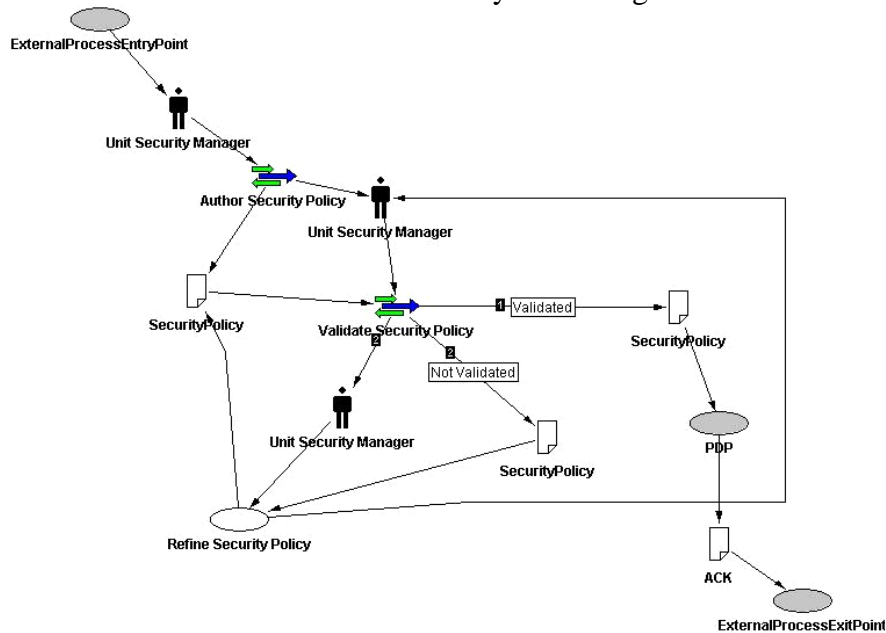 ExternalProcessEntryPoint
Unit Security Manager
Author Security Policy
Unit Security Manager
SecurityPolicy
1
Validated
Validate Security Policy
SecurityPolicy
2
2
Not Validated
Unit Security Manager
PDP
SecurityPolicy
Refine Security Policy
ACK
ExternalProcessExitPoint